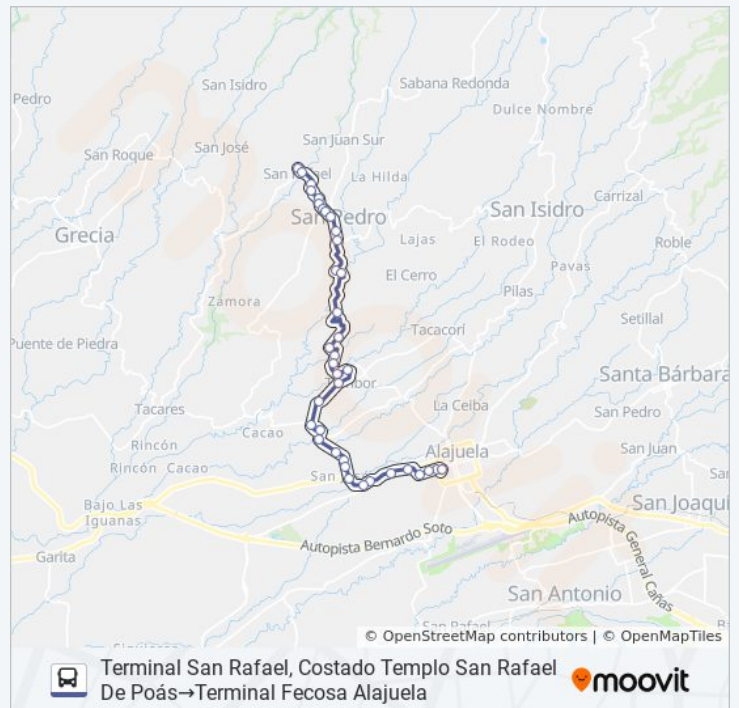 Sabana Redonda
San Isidro
Pedro
Dulce Nombre
San Juan Sur
San José
San Roque
La Hilda
Carrizal
San Isidro
Grecia
Lajas
El Rodeo
Roble
El Cerro
Pavas
Pilas
Zamora
Setillal
Tacacorí
Puente de Piedra
Santa Bárbara
La Ceiba
Tacares
San Pedro
Cacao
Rincón
Alajuela
San Juan
Rincón Cacao
San
San Joaqui
Bajo Las
Iguanas
Autopista General Cañas
Autopista Bernardo Soto
Garita
San Antonio
San Rafael
© OpenStreetMap contributors | © OpenMapTiles
Terminal San Rafael, Costado Templo San Rafael
De Poás→Terminal Fecosa Alajuela
moovit